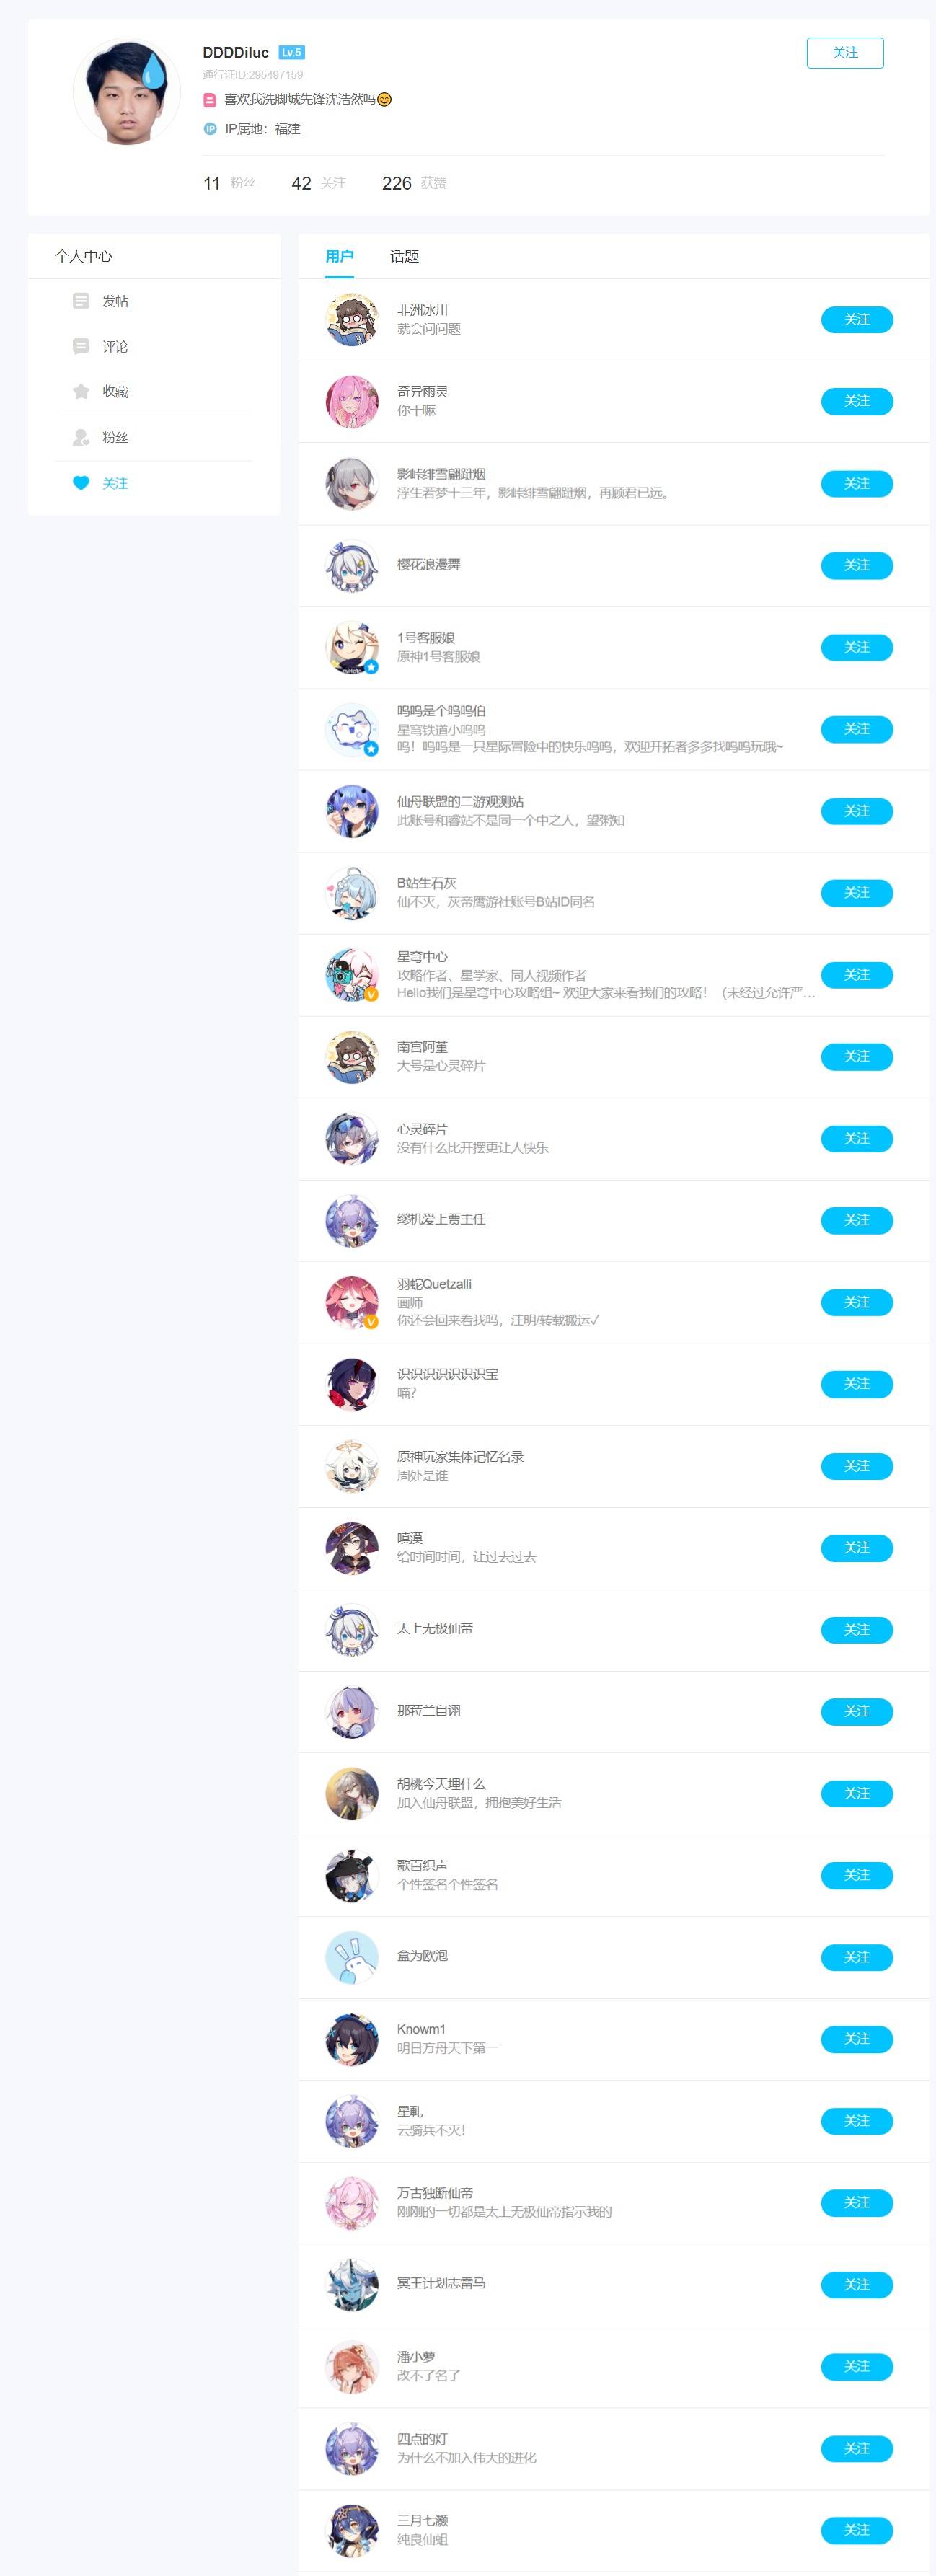 DDDDiluc Lv.5
关注
通行证ID:295497159
喜欢我洗脚城先锋沈浩然吗😊
IP IP属地：福建
11 粉丝 42 关注 226 获赞
个人中心
发帖
评论
收藏
粉丝
关注
用户 话题
非洲冰川
就会问问题
关注
奇异雨灵
你干嘛
关注
影峠绯雪翩跹烟
浮生若梦十三年，影峠绯雪翩跹烟，再顾君已远。
关注
樱花浪漫舞
关注
1号客服娘
原神1号客服娘
关注
呜呜是个呜呜伯
星穹铁道小呜呜
呜！呜呜是一只星际冒险中的快乐呜呜，欢迎开拓者多多找呜呜玩哦~
关注
仙舟联盟的二游观测站
此账号和睿站不是同一个中之人，望粥知
关注
B站生石灰
仙不灭，灰帝鹰游社账号B站ID同名
关注
星穹中心
攻略作者、星学家、同人视频作者
Hello我们是星穹中心攻略组~ 欢迎大家来看我们的攻略！（未经过允许严...
关注
南宫阿堇
大号是心灵碎片
关注
心灵碎片
没有什么比开摆更让人快乐
关注
缪机爱上贾主任
关注
羽蛇Quetzalli
画师
你还会回来看找吗，汪明/转载搬运√
关注
识识识识识识识宝
喵？
关注
原神玩家集体记忆名录
周处是谁
关注
嗔漠
给时间时间，让过去过去
关注
太上无极仙帝
关注
那菈兰自诩
关注
胡桃今天埋什么
加入仙舟联盟，拥抱美好生活
关注
歌百织声
个性签名个性签名
关注
盒为欧泡
关注
Knowm1
明日方舟天下第一
关注
星軋
云骑兵不灭！
关注
万古独断仙帝
刚刚的一切都是太上无极仙帝指示找的
关注
冥王计划志雷马
关注
潘小萝
改不了名了
关注
四点的灯
为什么不加入伟大的进化
关注
三月七灏
纯良仙蛆
关注